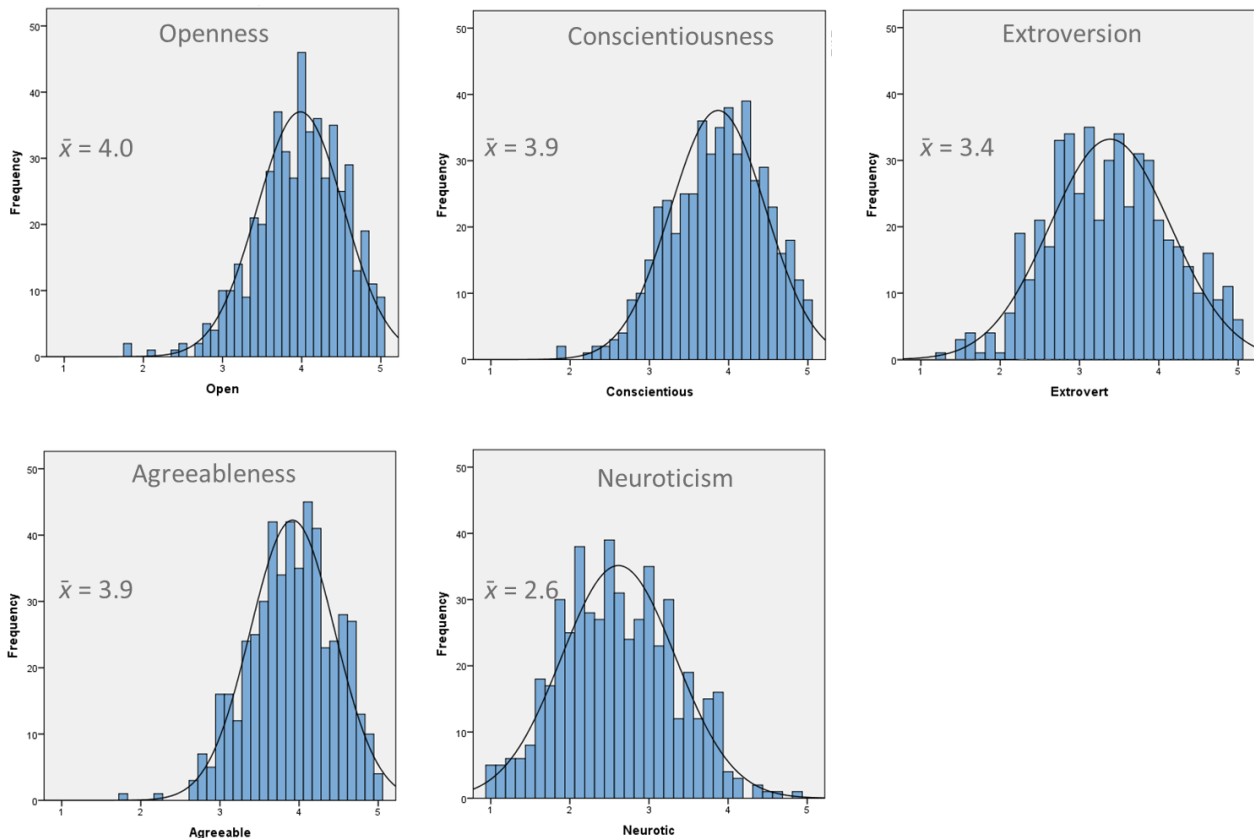 Openness
x̄ = 4.0
Frequency
50
40
30
20
10
0
1 2 3 4 5
Open
Conscientiousness
x̄ = 3.9
Frequency
50
40
30
20
10
0
1 2 3 4 5
Conscientious
Extroversion
x̄ = 3.4
Frequency
50
40
30
20
10
0
1 2 3 4 5
Extrovert
Agreeableness
x̄ = 3.9
Frequency
50
40
30
20
10
0
1 2 3 4 5
Agreeable
Neuroticism
x̄ = 2.6
Frequency
50
40
30
20
10
0
1 2 3 4 5
Neurotic